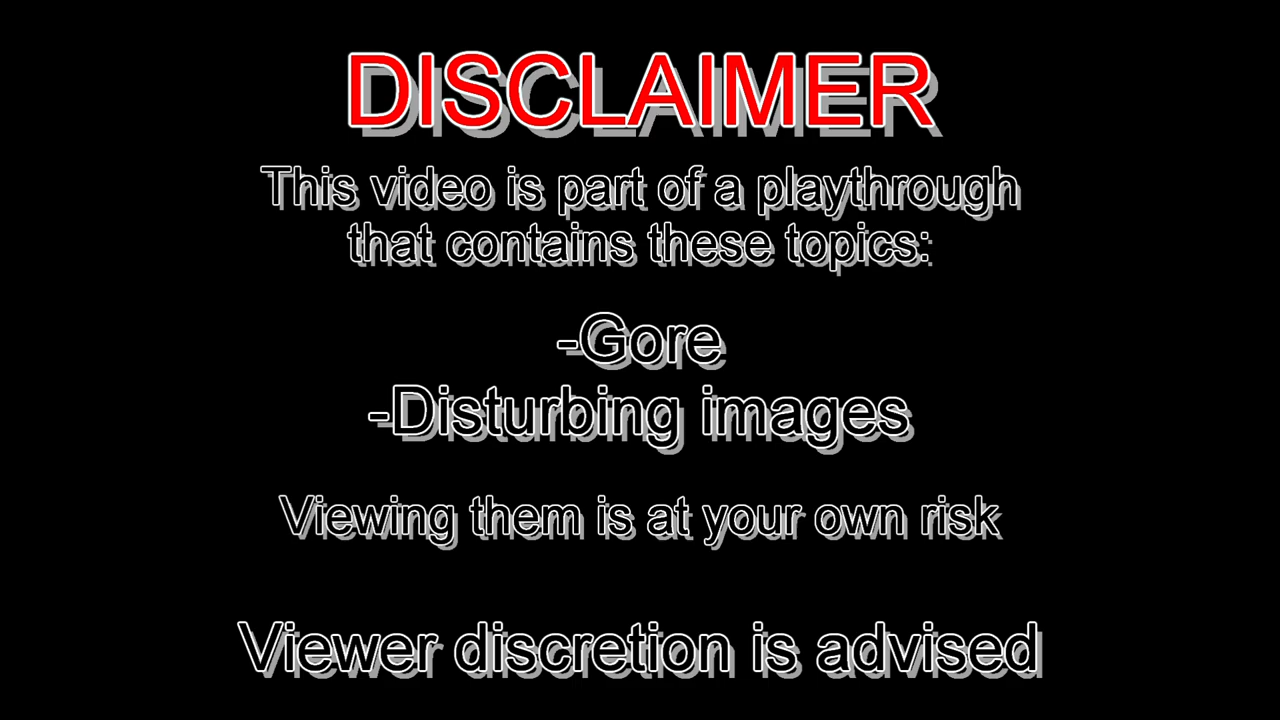 DISCLAIMER
This video is part of a playthrough
that contains these topics:
-Gore
-Disturbing images
Viewing them is at your own risk
Viewer discretion is advised